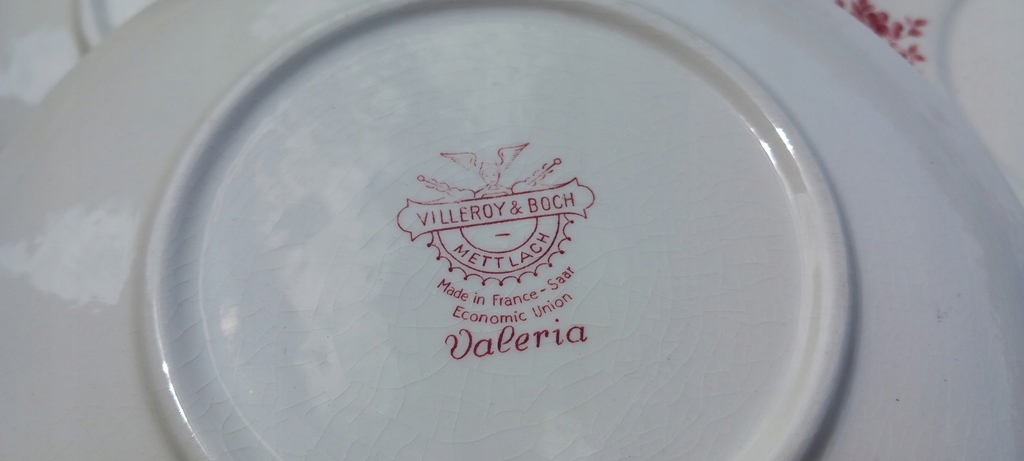 VILLEROY & BOCH
METTLACH
Made in France - Saar
Economic Union
Valeria